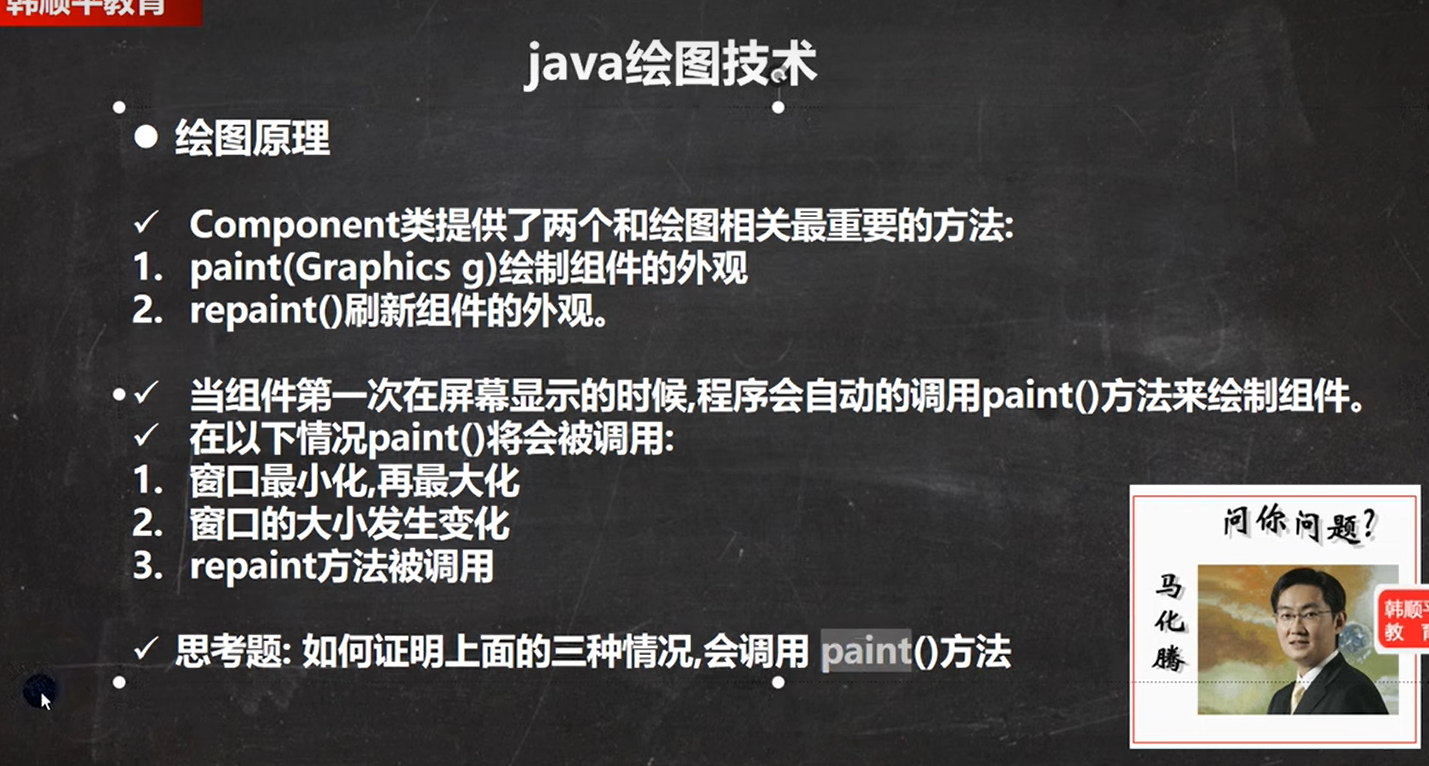 韩顺平教育
java绘图技术
● 绘图原理
✓ Component类提供了两个和绘图相关最重要的方法:
1. paint(Graphics g)绘制组件的外观
2. repaint()刷新组件的外观。
✓ 当组件第一次在屏幕显示的时候,程序会自动的调用paint()方法来绘制组件。
✓ 在以下情况paint()将会被调用:
1. 窗口最小化,再最大化
2. 窗口的大小发生变化
3. repaint方法被调用
✓ 思考题: 如何证明上面的三种情况,会调用 paint()方法
问你问题?
马化腾
韩顺平
教 育